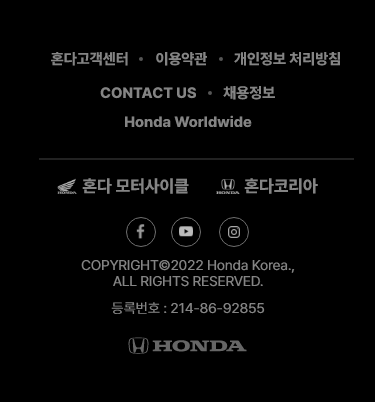 혼다고객센터 • 이용약관 • 개인정보 처리방침
CONTACT US • 채용정보
Honda Worldwide
혼다 모터사이클 혼다코리아
COPYRIGHT©2022 Honda Korea.,
ALL RIGHTS RESERVED.
등록번호 : 214-86-92855
HONDA